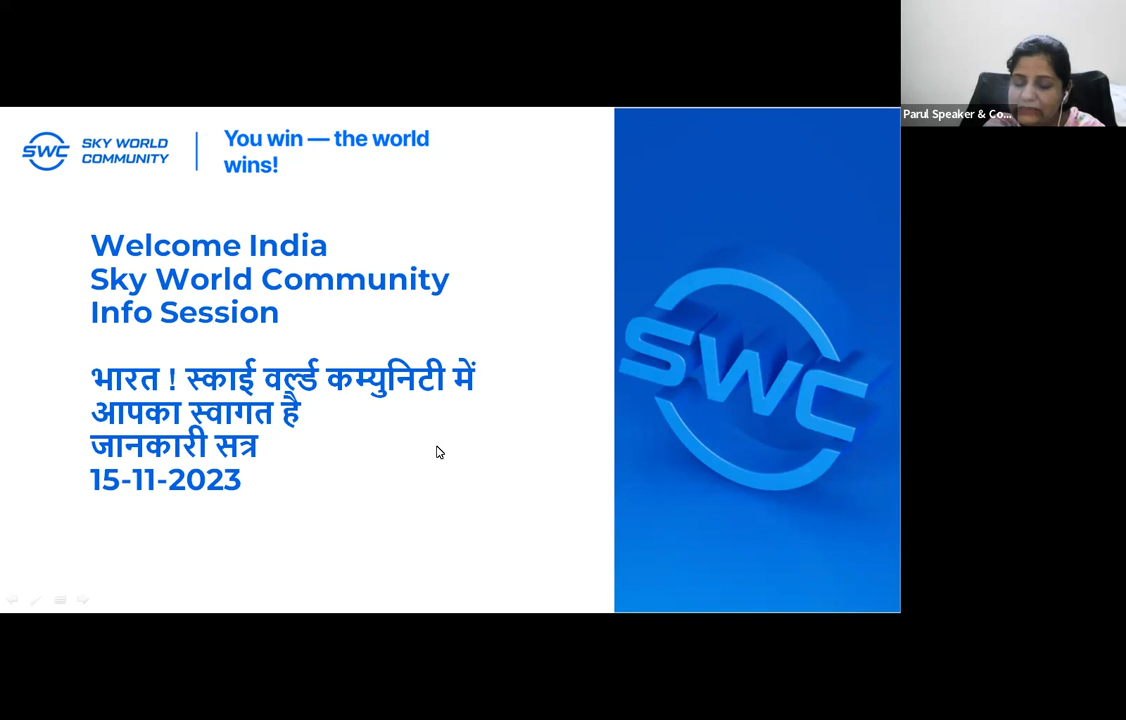 SWC SKY WORLD COMMUNITY
You win — the world
wins!
Welcome India
Sky World Community
Info Session
भारत ! स्काई वर्ल्ड कम्युनिटी में
आपका स्वागत है
जानकारी सत्र
15-11-2023
SWC
Parul Speaker & Co...